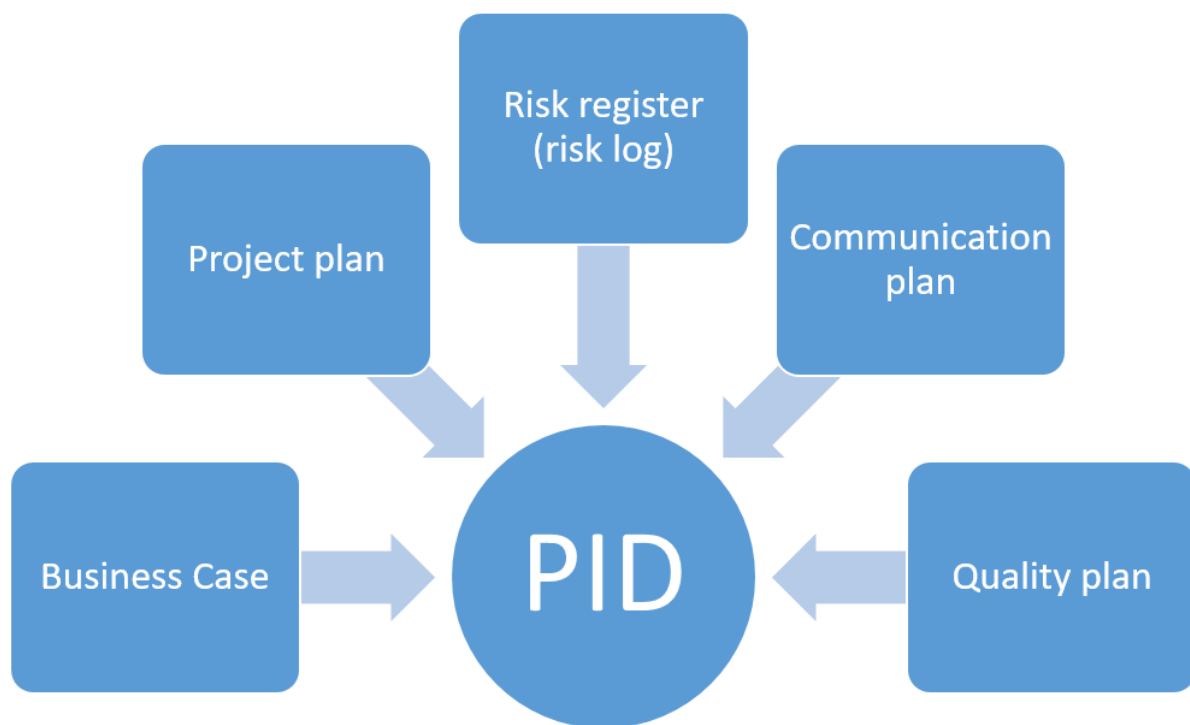 Risk register
(risk log)
Project plan
Communication
plan
Business Case
PID
Quality plan